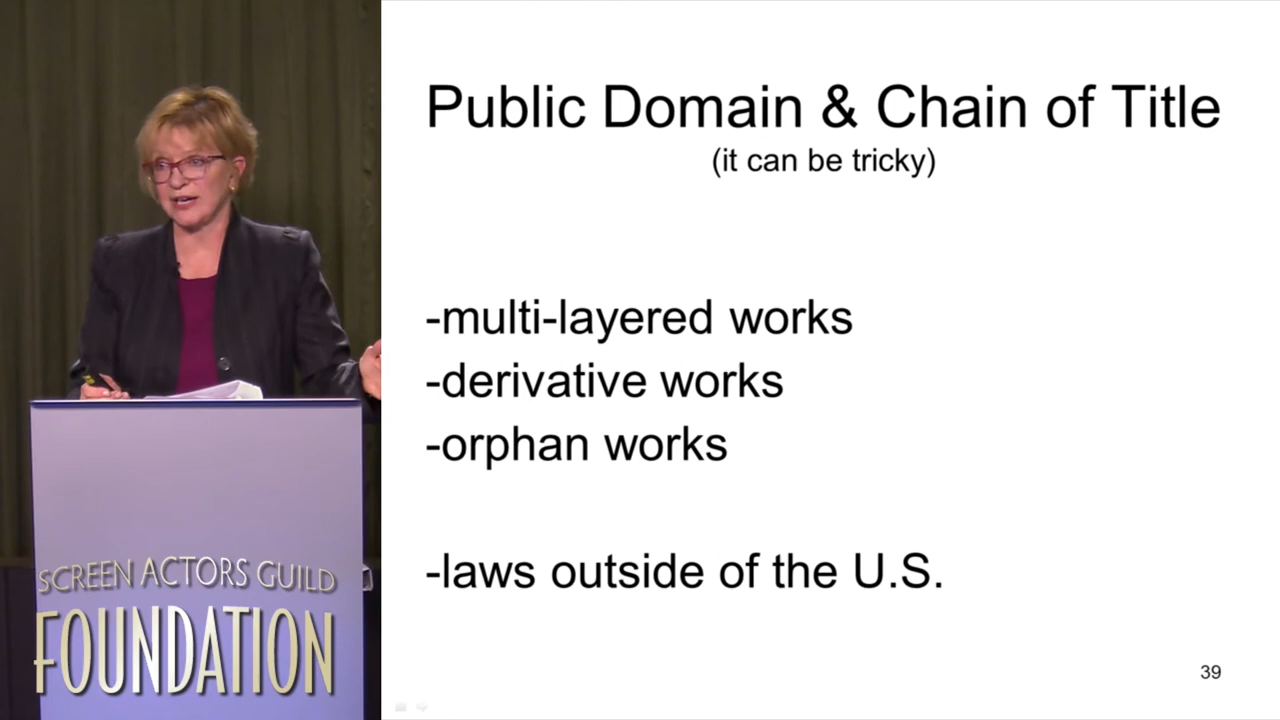 Public Domain & Chain of Title
(it can be tricky)
-multi-layered works
-derivative works
-orphan works
-laws outside of the U.S.
39
SCREEN ACTORS GUILD
FOUNDATION